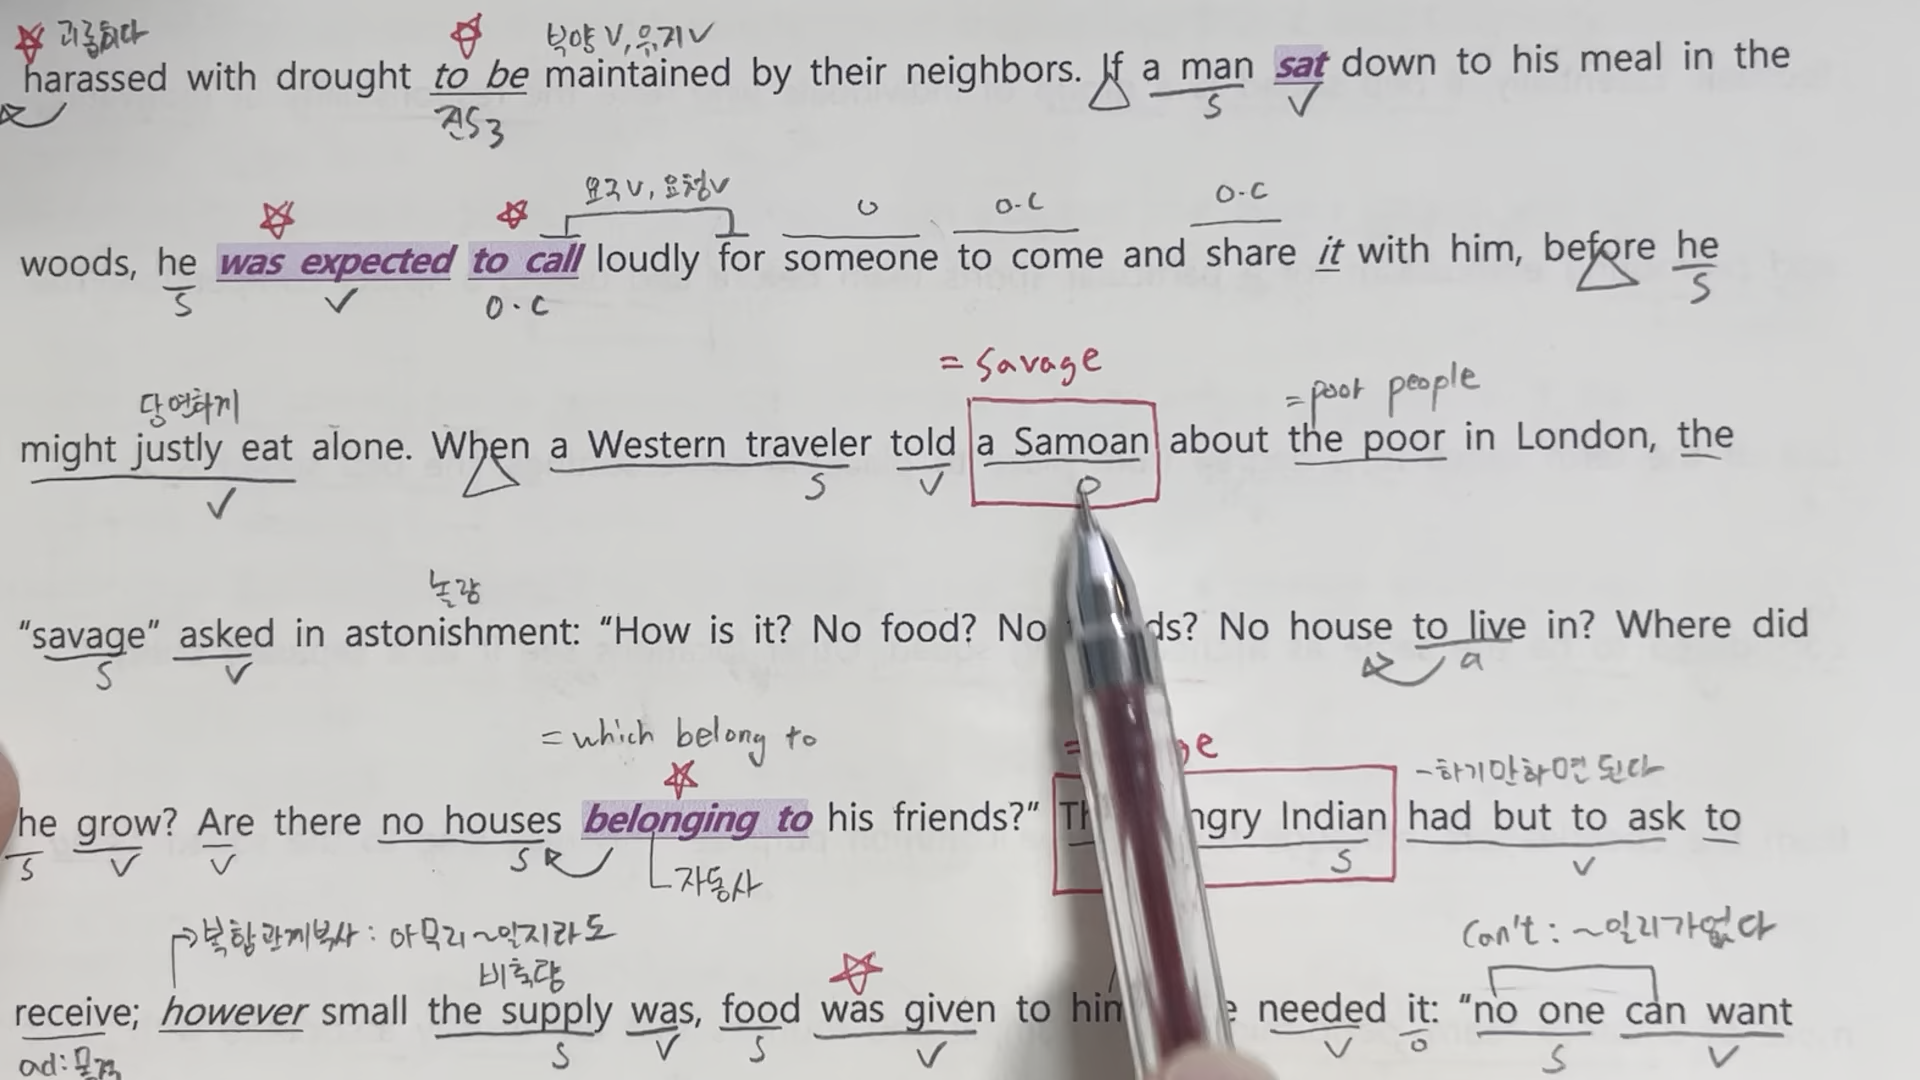 괴롭히다 부양 V, 유지 V
harassed with drought to be maintained by their neighbors. If a man sat down to his meal in the
진S 3 S V
요구V, 요청V O O.C O.C
woods, he was expected to call loudly for someone to come and share it with him, before he
S V O.C S
= Savage
당연하게 = poor people
might justly eat alone. When a Western traveler told a Samoan about the poor in London, the
V S V O
놀람
"savage" asked in astonishment: "How is it? No food? No ds? No house to live in? Where did
S V a
= which belong to
= e -하기만하면 된다
he grow? Are there no houses belonging to his friends?" Th ngry Indian had but to ask to
S V V S 자동사 S V
복합관계부사 : 아무리~일지라도 Can't : ~일리가없다
비축량
receive; however small the supply was, food was given to him e needed it: "no one can want
ad: S V S V V O S V